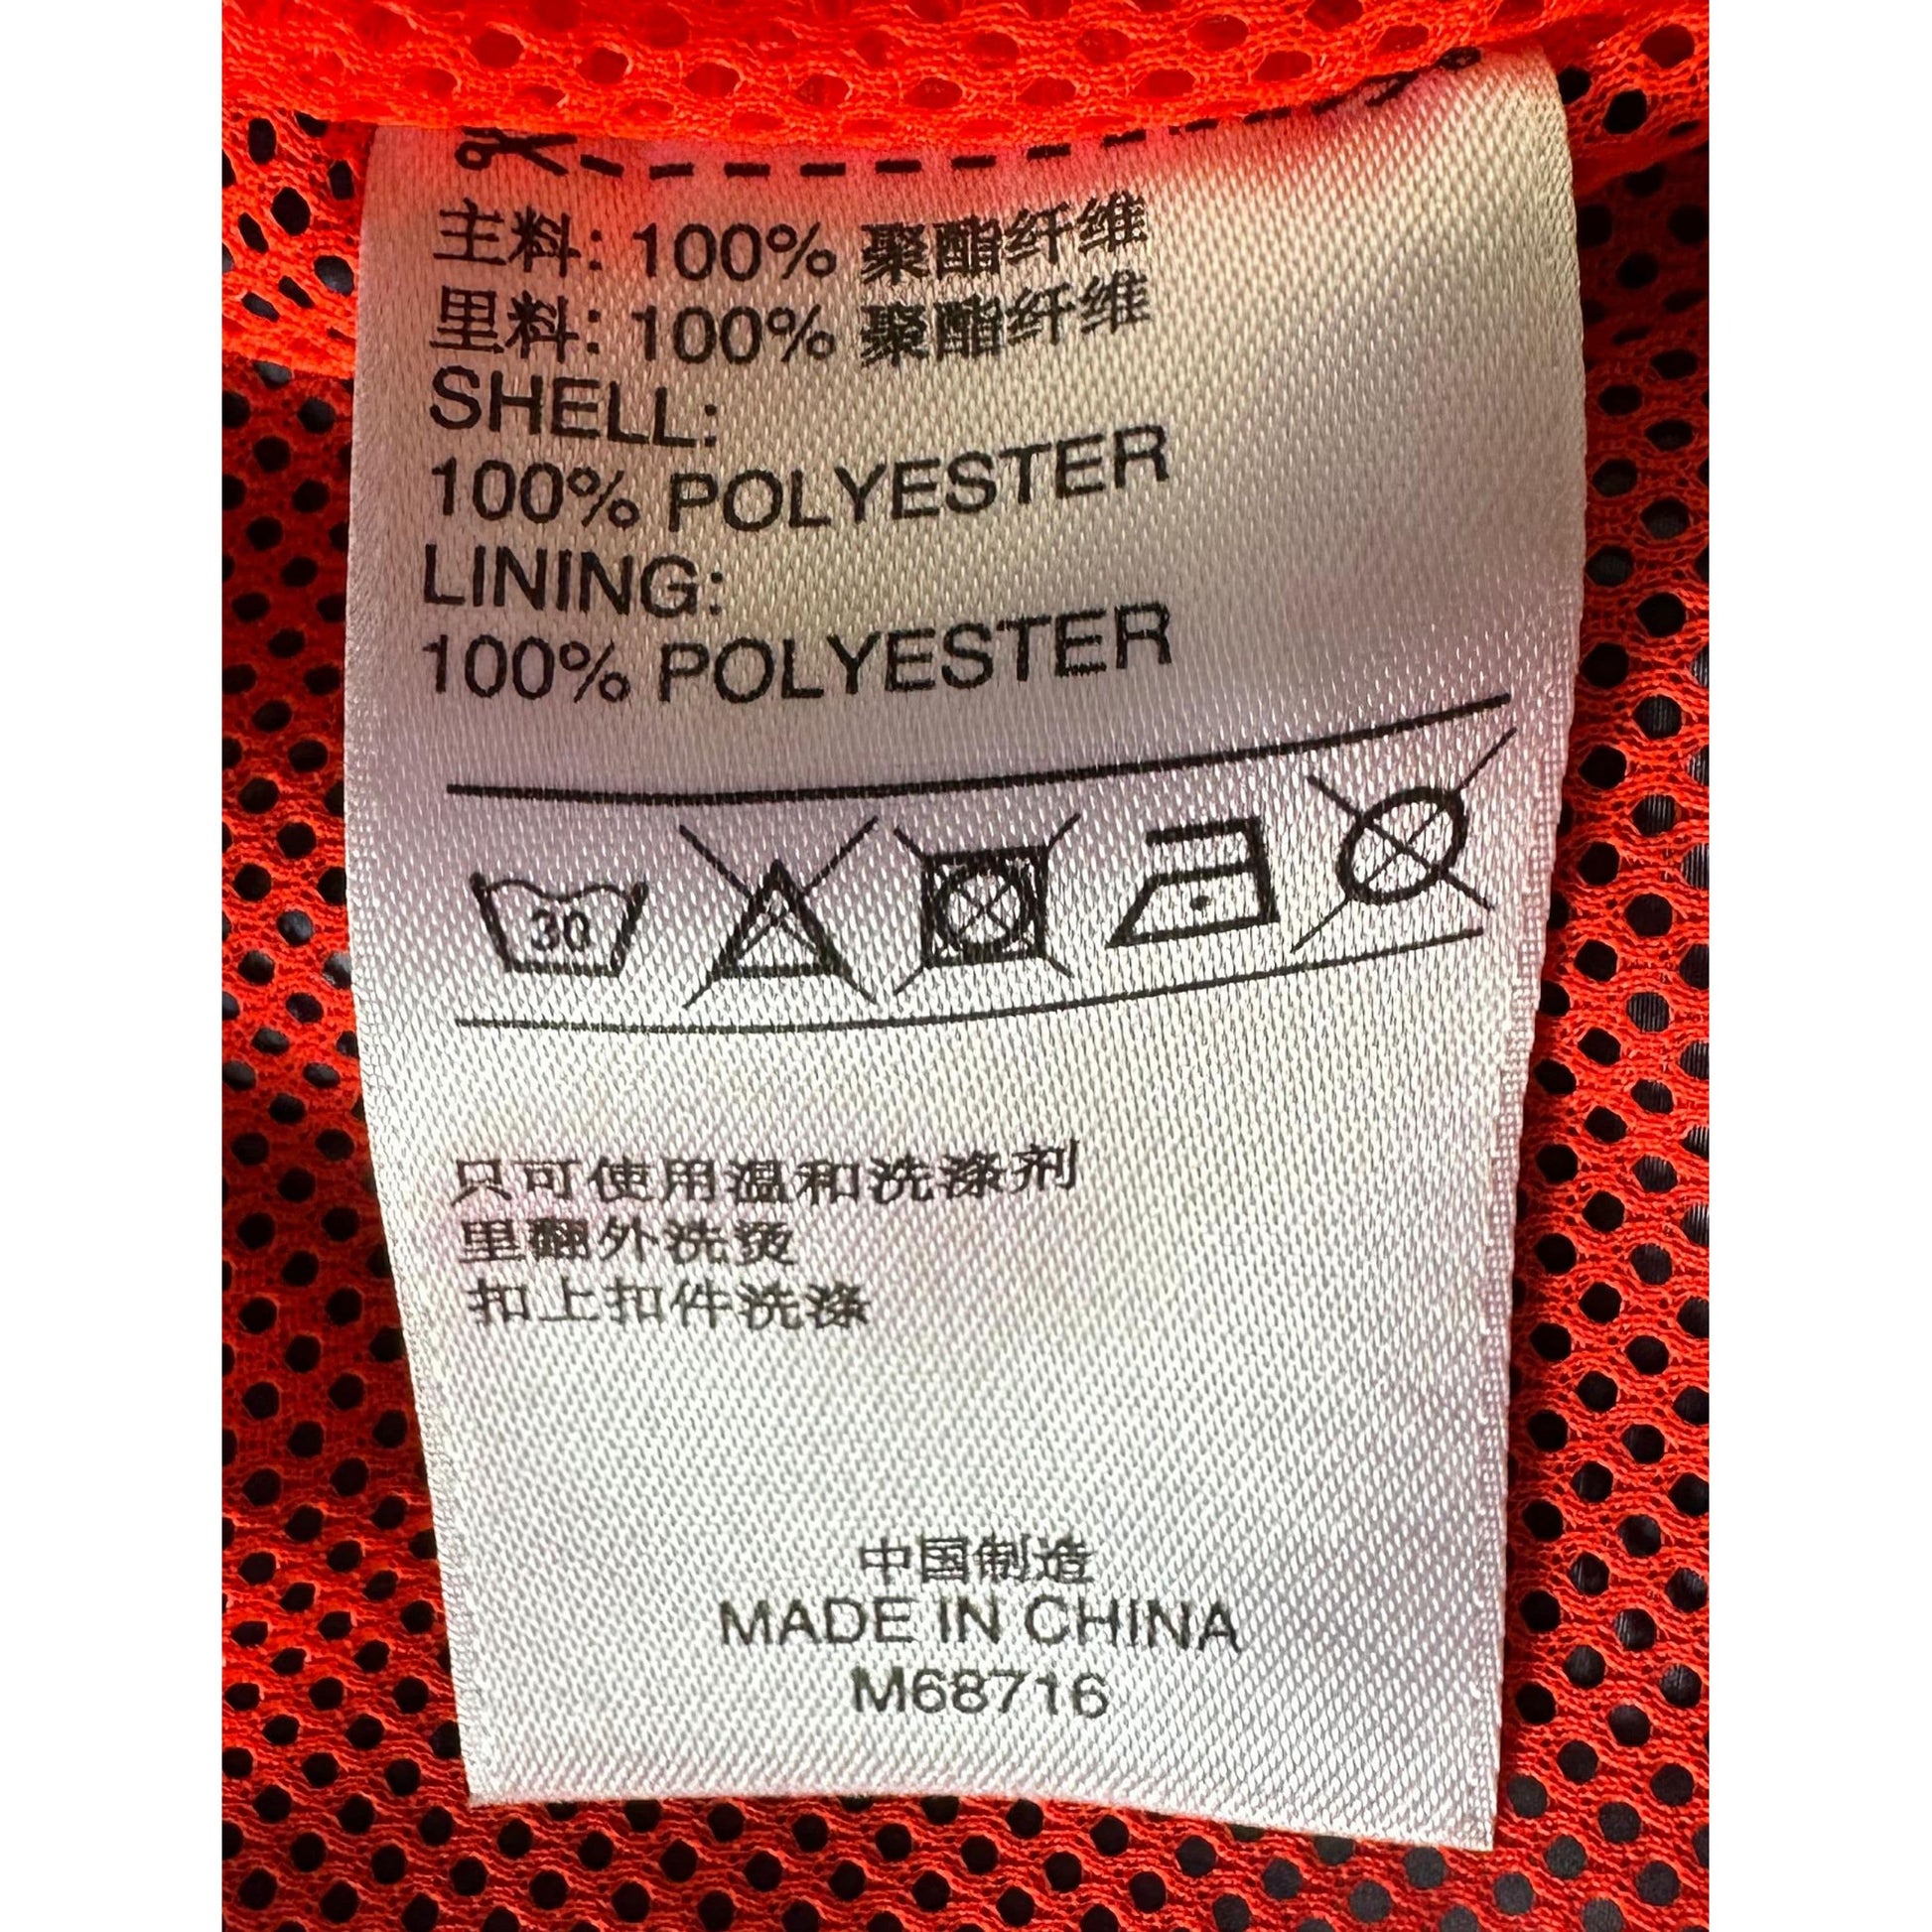 主料: 100% 聚酯纤维
里料: 100% 聚酯纤维
SHELL:
100% POLYESTER
LINING:
100% POLYESTER
30
只可使用温和洗涤剂
里翻外洗烫
扣上扣件洗涤
中国制造
MADE IN CHINA
M68716